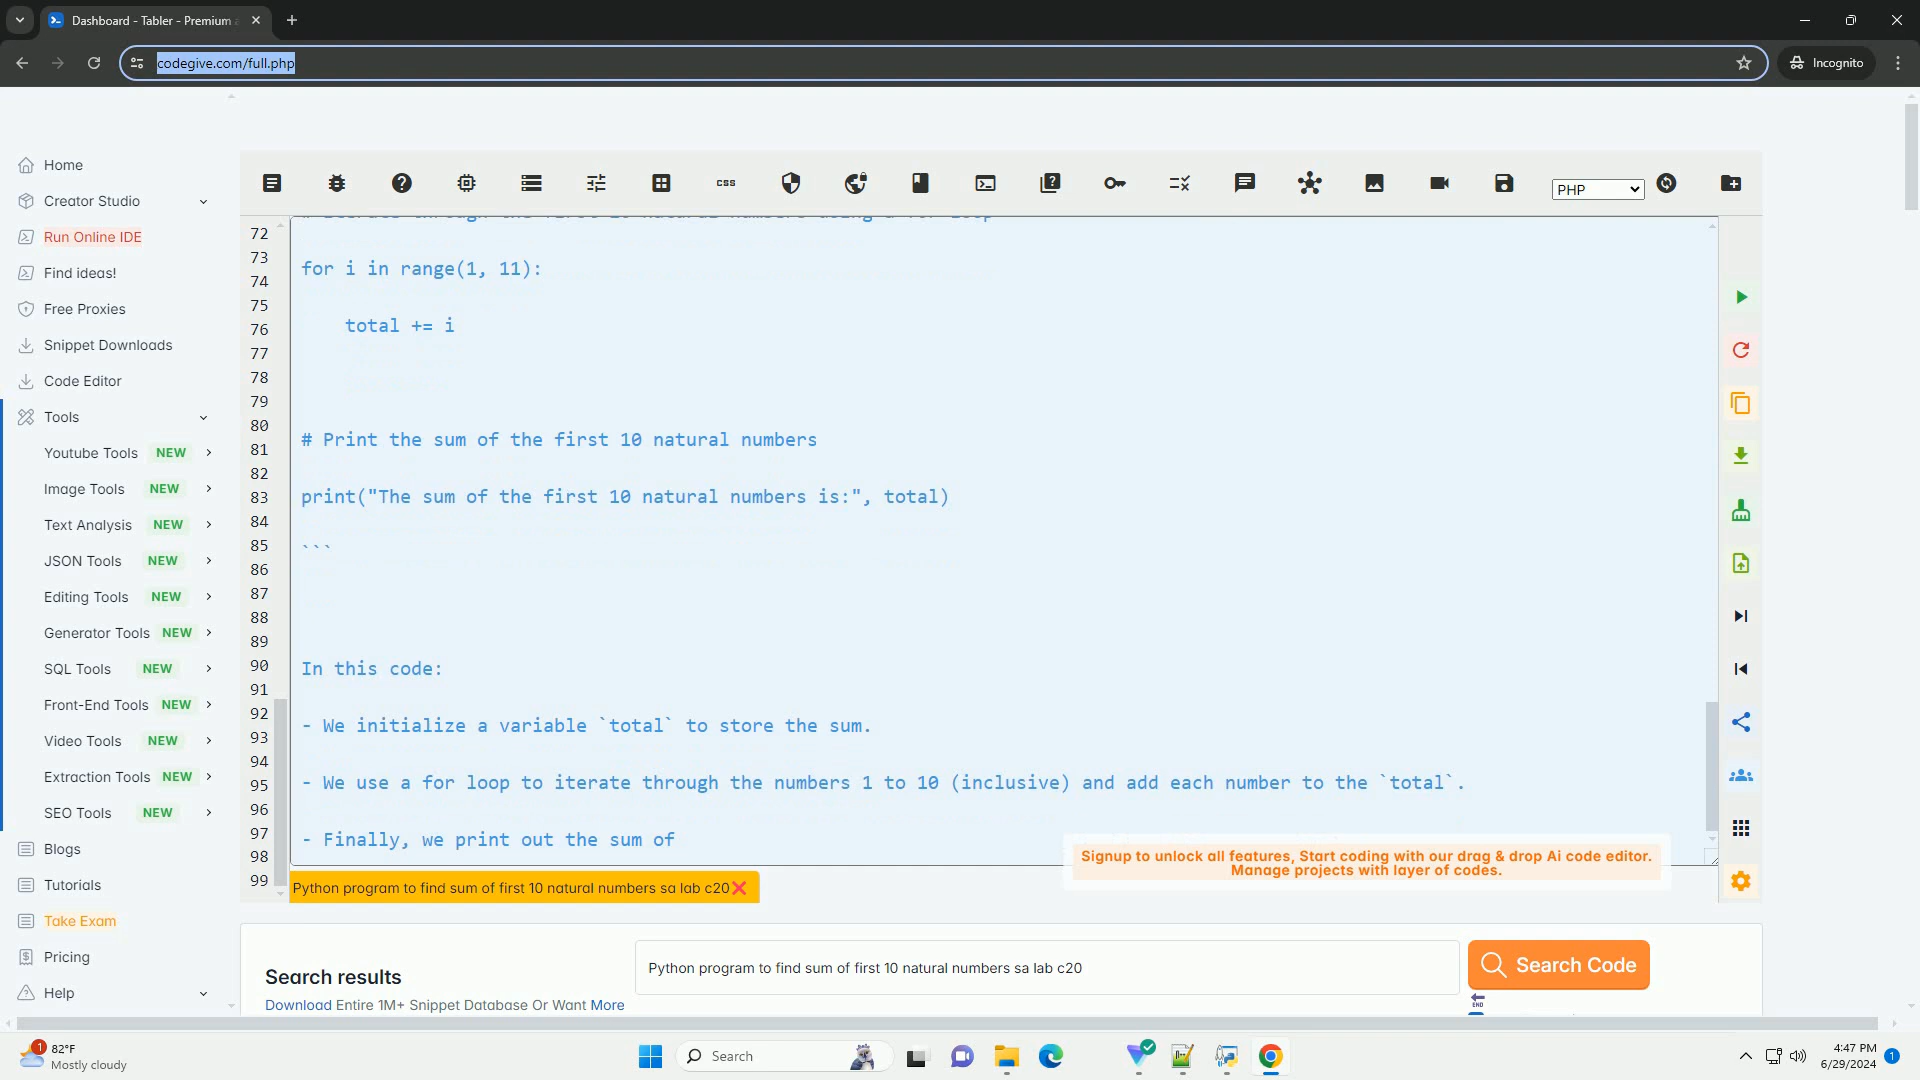 Dashboard - Tabler - Premium
codegive.com/full.php
Incognito
Home
Creator Studio
Run Online IDE
Find ideas!
Free Proxies
Snippet Downloads
Code Editor
Tools
Youtube Tools NEW
Image Tools NEW
Text Analysis NEW
JSON Tools NEW
Editing Tools NEW
Generator Tools NEW
SQL Tools NEW
Front-End Tools NEW
Video Tools NEW
Extraction Tools NEW
SEO Tools NEW
Blogs
Tutorials
Take Exam
Pricing
Help
css
PHP
72
73
74
75
76
77
78
79
80
81
82
83
84
85
86
87
88
89
90
91
92
93
94
95
96
97
98
99
for i in range(1, 11):
total += i
# Print the sum of the first 10 natural numbers
print("The sum of the first 10 natural numbers is:", total)
```
In this code:
- We initialize a variable `total` to store the sum.
- We use a for loop to iterate through the numbers 1 to 10 (inclusive) and add each number to the `total`.
- Finally, we print out the sum of
Signup to unlock all features, Start coding with our drag & drop Ai code editor.
Manage projects with layer of codes.
Python program to find sum of first 10 natural numbers sa lab c20
Search results
Download Entire 1M+ Snippet Database Or Want More
Python program to find sum of first 10 natural numbers sa lab c20
Search Code
END
1
82°F
Mostly cloudy
Search
4:47 PM
6/29/2024
1